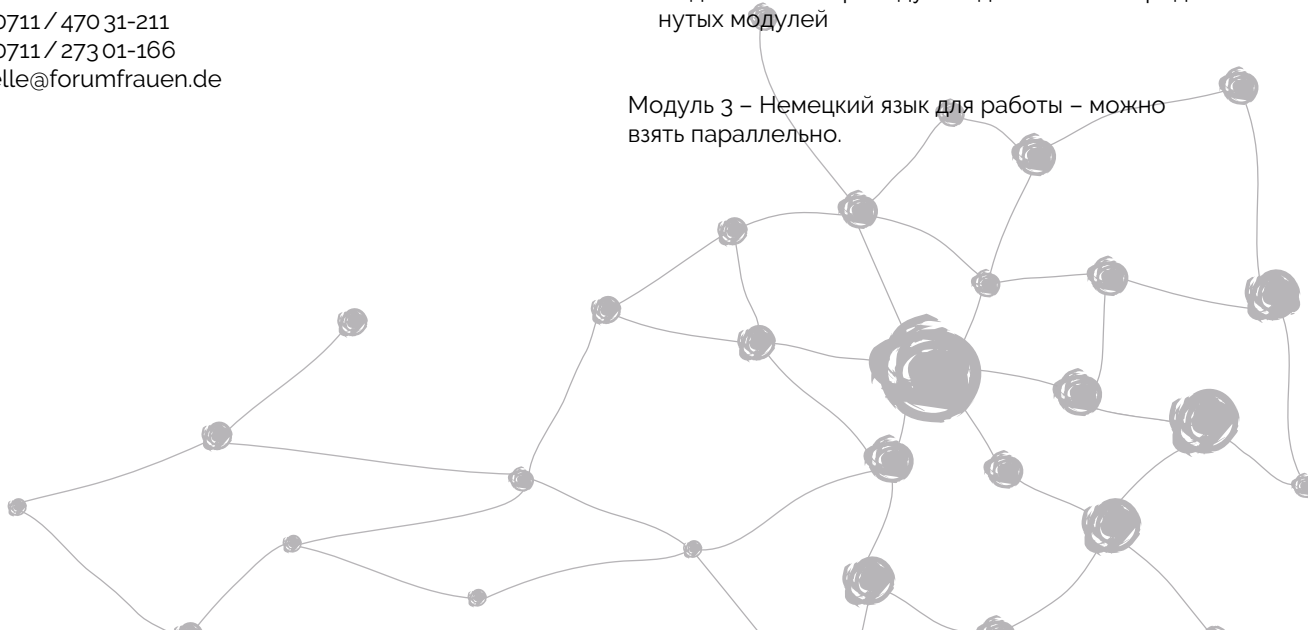 0711 / 470 31-211
0711 / 273 01-166
elle@forumfrauen.de
нутых модулей
Модуль 3 – Немецкий язык для работы – можно
взять параллельно.